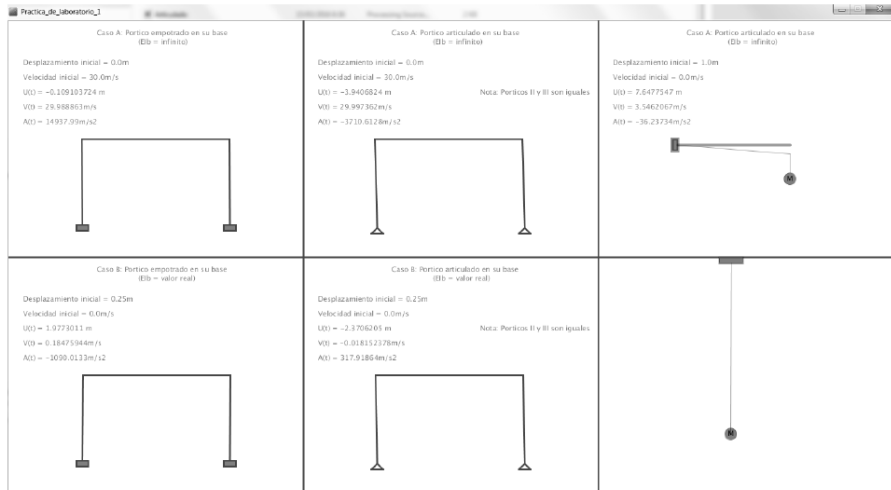 Practica_de_laboratorio_1
Caso A: Portico empotrado en su base
(EIb = infinito)
Desplazamiento inicial = 0.0m
Velocidad inicial = 30.0m/s
U(t) = −0.109103724 m
V(t) = 29.988863m/s
A(t) = 14937.99m/s2
Caso A: Portico articulado en su base
(EIb = infinito)
Desplazamiento inicial = 0.0m
Velocidad inicial = 30.0m/s
U(t) = −3.9406824 m
Nota: Porticos II y III son iguales
V(t) = 29.997362m/s
A(t) = −3710.6128m/s2
Caso A: Portico articulado en su base
(EIb = infinito)
Desplazamiento inicial = 1.0m
Velocidad inicial = 0.0m/s
U(t) = 7.6477547 m
V(t) = 3.5462067m/s
A(t) = −36.23734m/s2
M
Caso B: Portico empotrado en su base
(EIb = valor real)
Desplazamiento inicial = 0.25m
Velocidad inicial = 0.0m/s
U(t) = 1.9773011 m
V(t) = 0.18475944m/s
A(t) = −1090.0133m/s2
Caso B: Portico articulado en su base
(EIb = valor real)
Desplazamiento inicial = 0.25m
Velocidad inicial = 0.0m/s
U(t) = −2.3706205 m
Nota: Porticos II y III son iguales
V(t) = −0.018152378m/s
A(t) = 317.91864m/s2
M